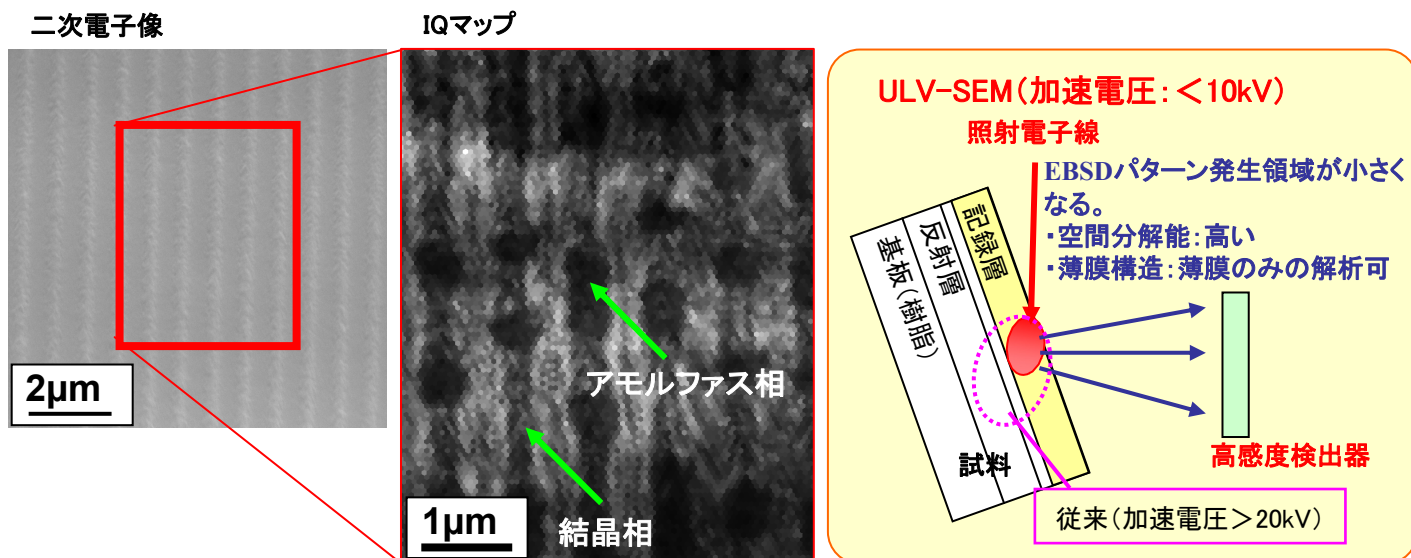 二次電子像
IQマップ
2μm
アモルファス相
結晶相
1μm
ULV-SEM(加速電圧:<10kV)
照射電子線
EBSDパターン発生領域が小さく
なる。
・空間分解能:高い
・薄膜構造:薄膜のみの解析可
記録層
反射層
基板(樹脂)
試料
高感度検出器
従来(加速電圧>20kV)